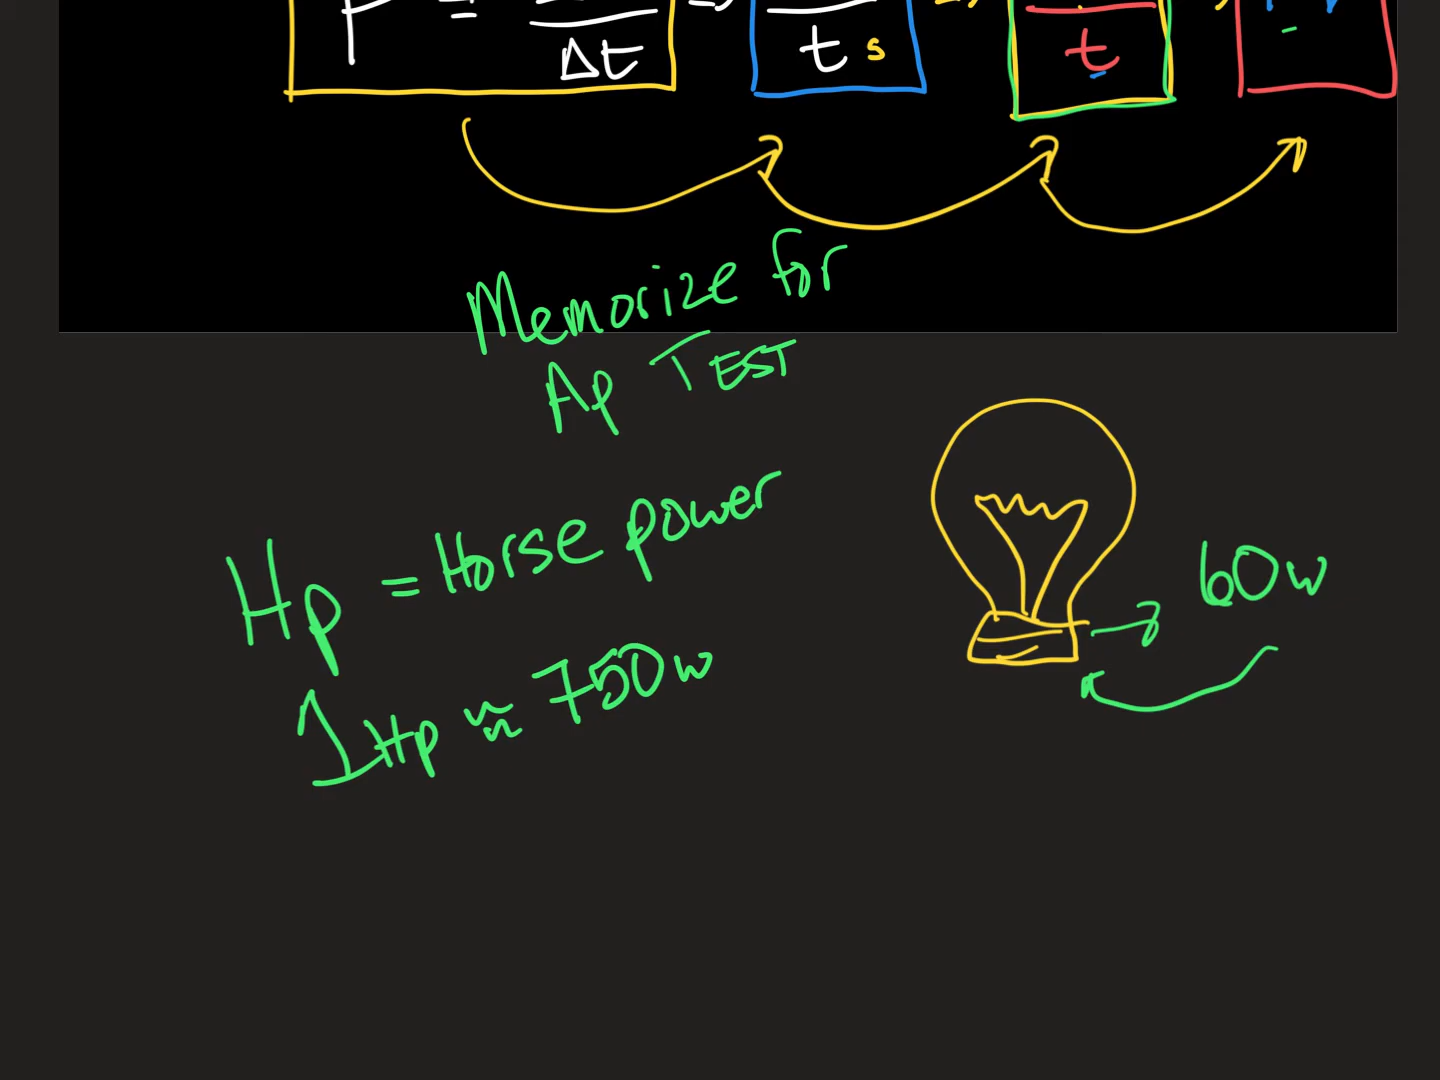 P = Δt
t s
t
Memorize for
Ap TEST
Hp = Horse power
1 Hp ≈ 750w
60w